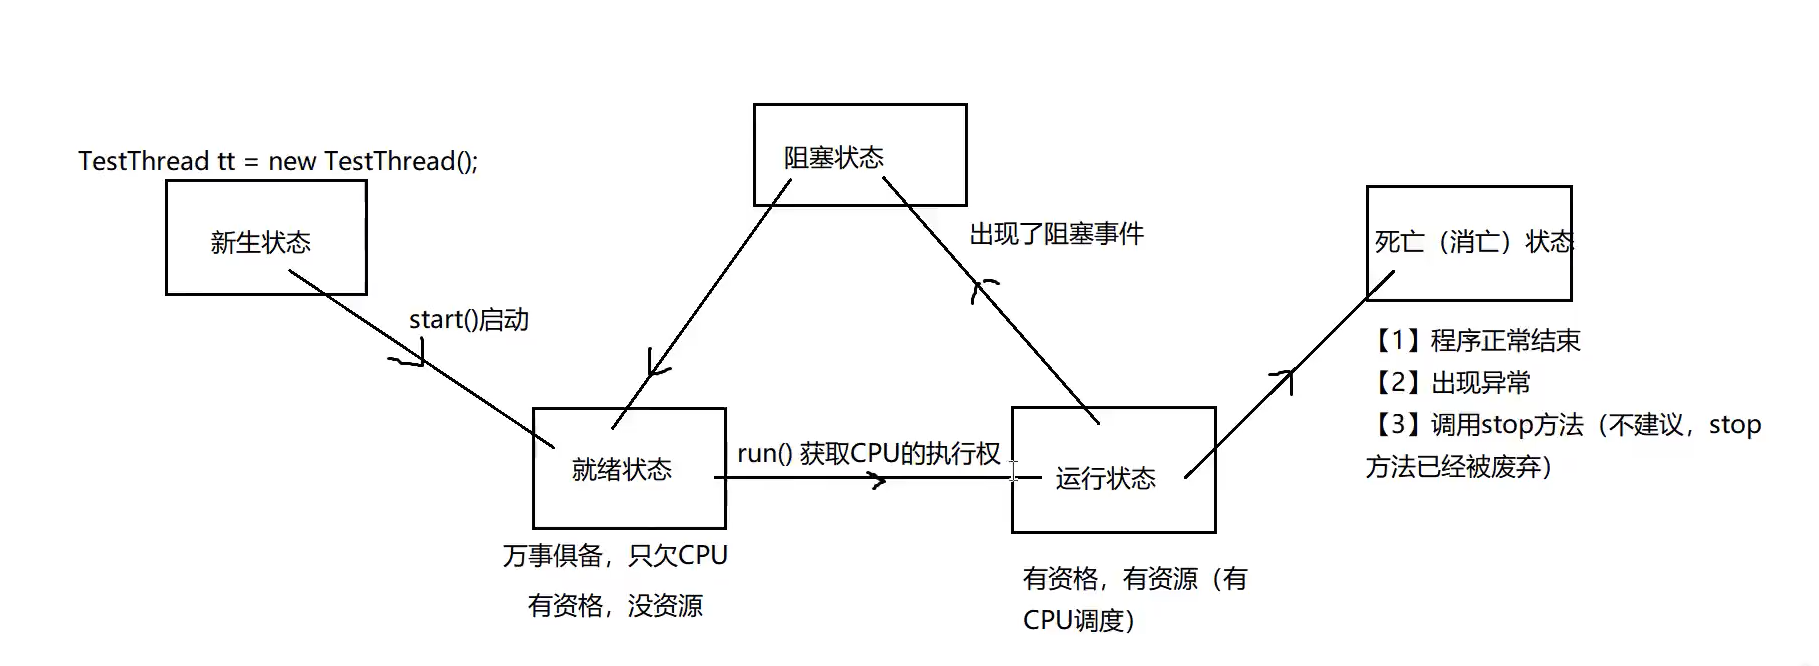 TestThread tt = new TestThread();
新生状态
start()启动
阻塞状态
出现了阻塞事件
就绪状态
万事俱备，只欠CPU
有资格，没资源
run() 获取CPU的执行权
运行状态
有资格，有资源（有
CPU调度）
死亡（消亡）状态
【1】程序正常结束
【2】出现异常
【3】调用stop方法（不建议，stop
方法已经被废弃）